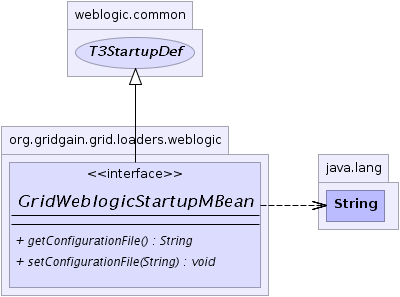 weblogic.common
T3StartupDef
org.gridgain.grid.loaders.weblogic
<<interface>>
GridWeblogicStartupMBean
+ getConfigurationFile() : String
+ setConfigurationFile(String) : void
java.lang
String